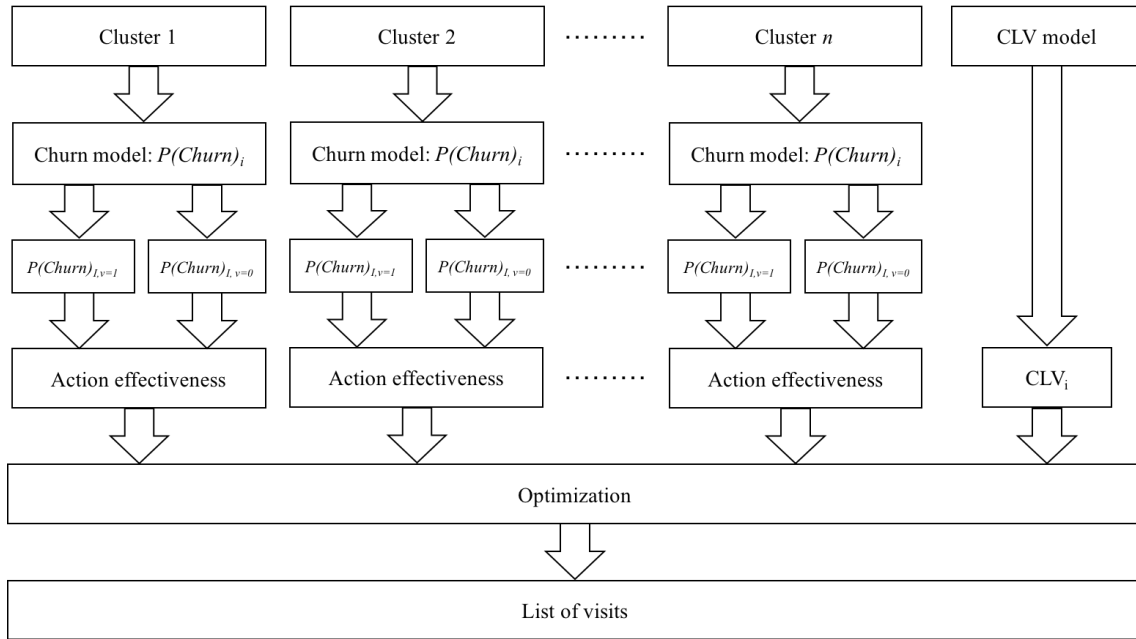 Cluster 1
Cluster 2
.........
Cluster n
CLV model
Churn model: P(Churn)i
Churn model: P(Churn)i
.........
Churn model: P(Churn)i
P(Churn)I,v=1
P(Churn)I, v=0
P(Churn)I,v=1
P(Churn)I, v=0
.........
P(Churn)I,v=1
P(Churn)I, v=0
Action effectiveness
Action effectiveness
.........
Action effectiveness
CLVi
Optimization
List of visits